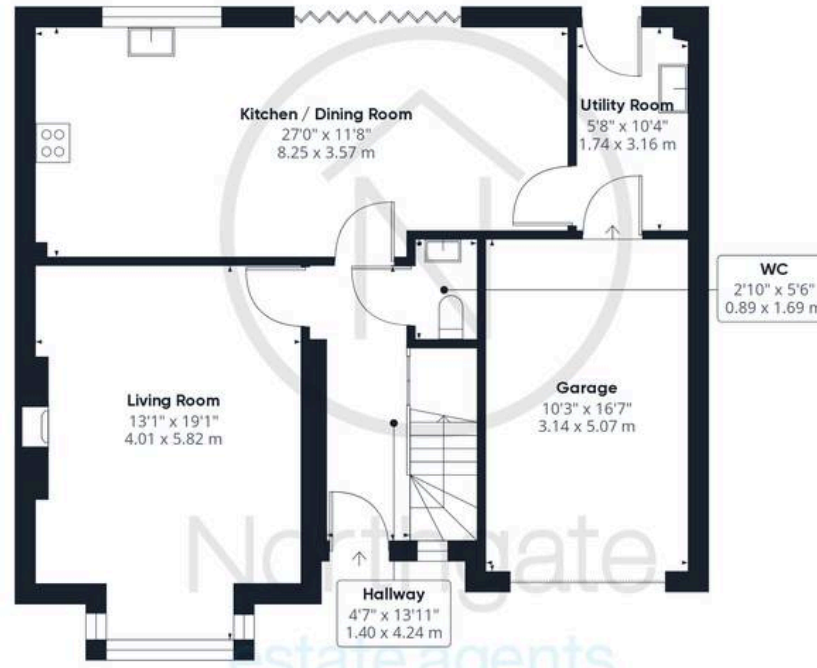 Kitchen / Dining Room
27'0" x 11'8"
8.25 x 3.57 m
Utility Room
5'8" x 10'4"
1.74 x 3.16 m
WC
2'10" x 5'6"
0.89 x 1.69 m
Living Room
13'1" x 19'1"
4.01 x 5.82 m
Garage
10'3" x 16'7"
3.14 x 5.07 m
Northgate
Hallway
4'7" x 13'11"
1.40 x 4.24 m
estate agents